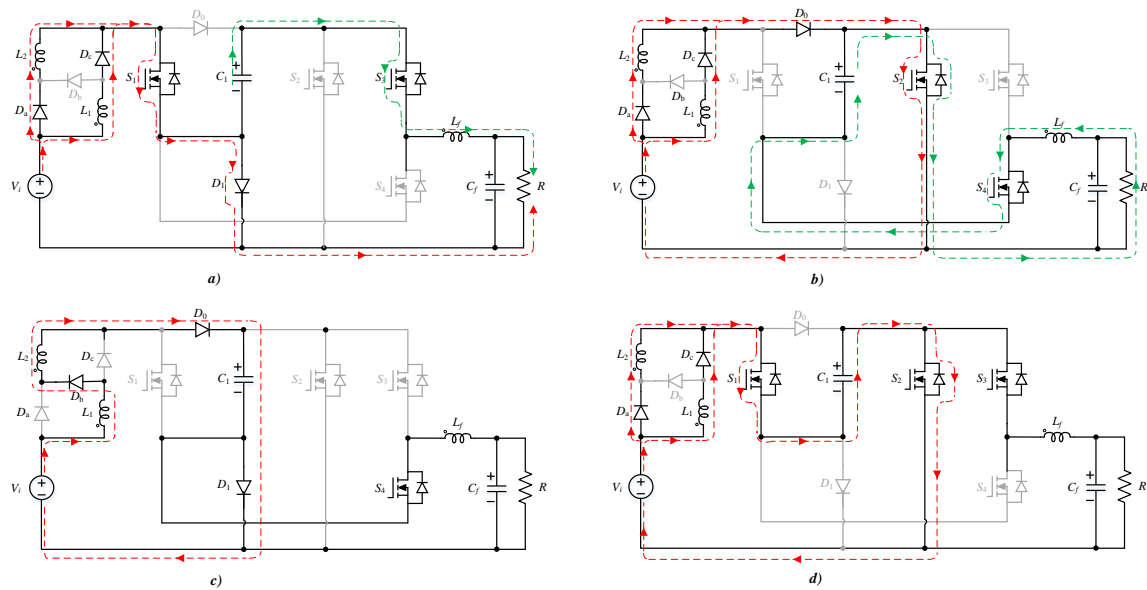 D0
L2
Dc
Db
Da
L1
S1
C1
S2
S3
Lf
D1
S4
Cf
R
Vi
a)
D0
L2
Dc
Db
Da
L1
S1
C1
S2
S3
Lf
D1
S4
Cf
R
Vi
b)
D0
L2
Dc
Db
Da
L1
S1
C1
S2
S3
Lf
D1
S4
Cf
R
Vi
c)
D0
L2
Dc
Db
Da
L1
S1
C1
S2
S3
Lf
D1
S4
Cf
R
Vi
d)